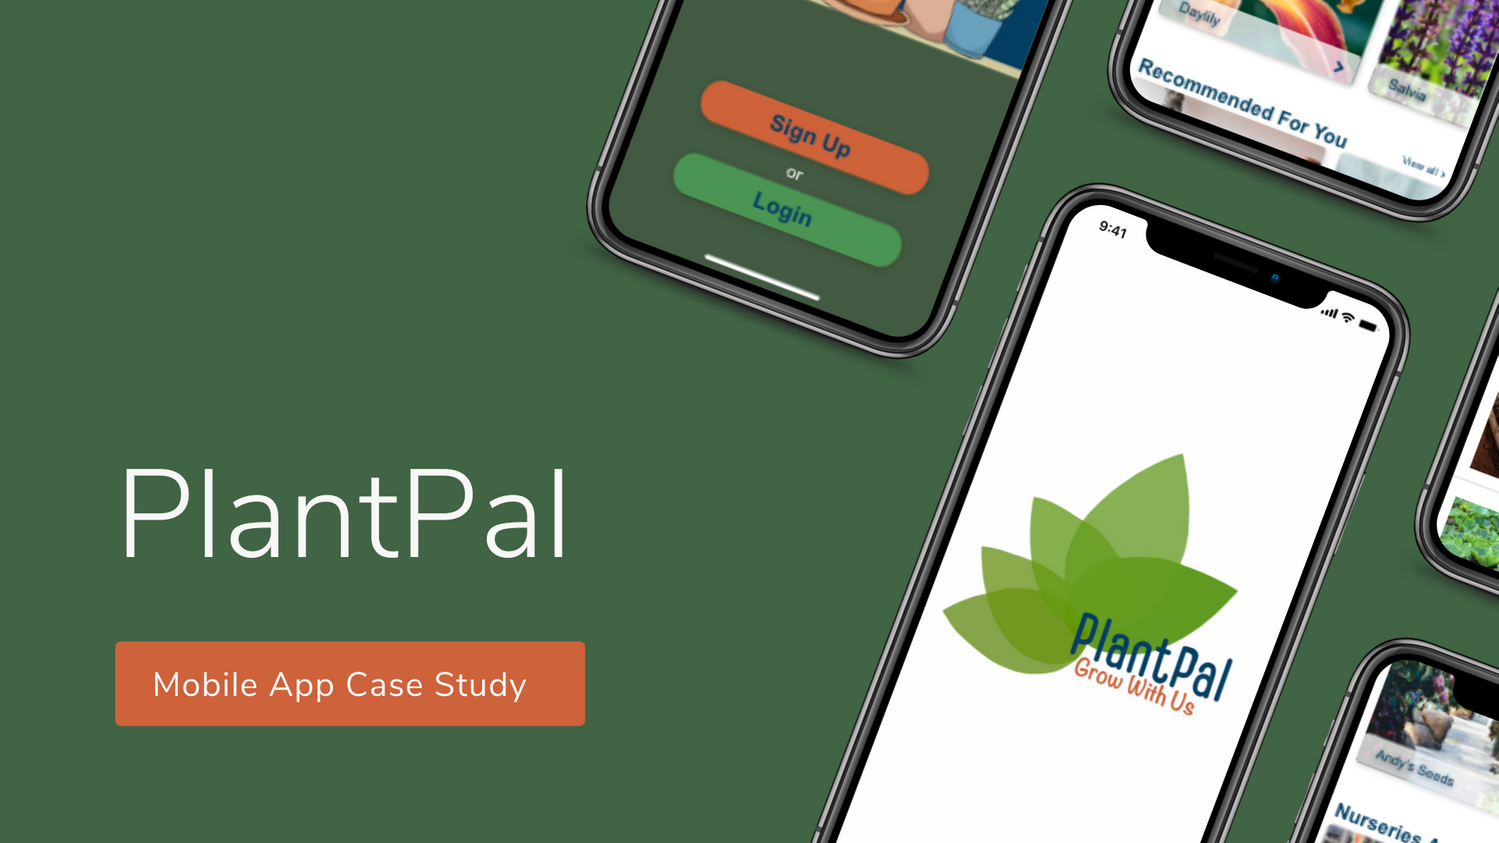 PlantPal
Mobile App Case Study
Sign Up
or
Login
Daylily
Salvia
Recommended For You
View all
9:41
PlantPal
Grow With Us
Andy's Seeds
Nurseries